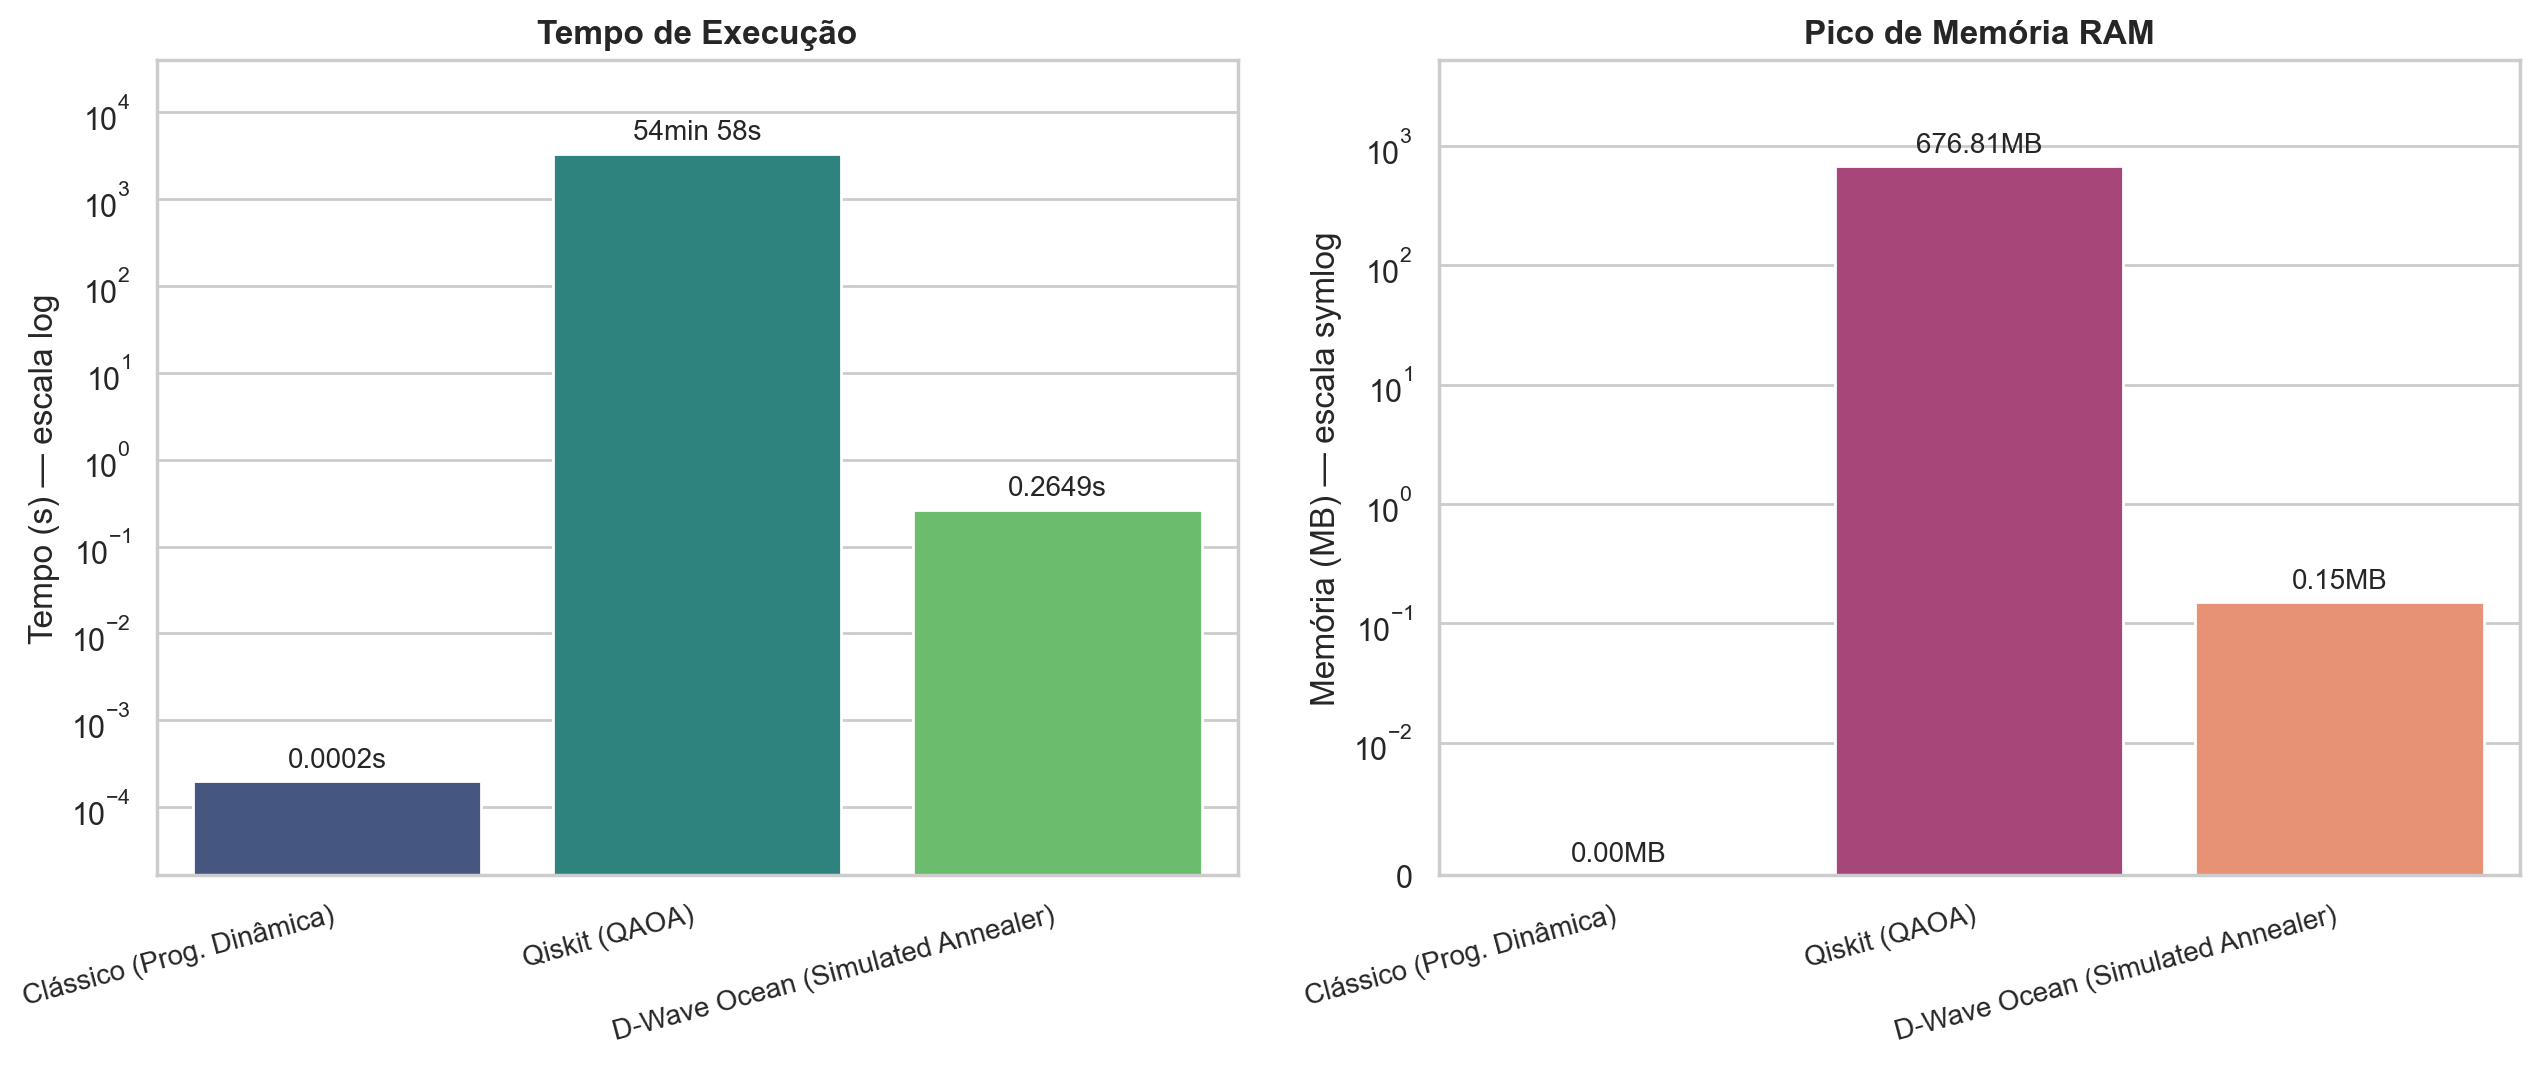 Tempo de Execução
Tempo (s) — escala log
10^4
10^3
10^2
10^1
10^0
10^−1
10^−2
10^−3
10^−4
0.0002s
54min 58s
0.2649s
Clássico (Prog. Dinâmica)
Qiskit (QAOA)
D-Wave Ocean (Simulated Annealer)
Pico de Memória RAM
Memória (MB) — escala symlog
10^3
10^2
10^1
10^0
10^−1
10^−2
0
0.00MB
676.81MB
0.15MB
Clássico (Prog. Dinâmica)
Qiskit (QAOA)
D-Wave Ocean (Simulated Annealer)